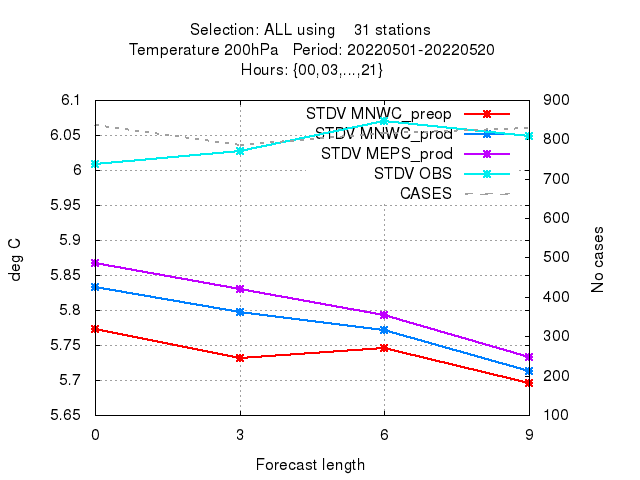 Selection: ALL using    31 stations
Temperature 200hPa   Period: 20220501-20220520
Hours: {00,03,...,21}
6.1
6.05
6
5.95
5.9
5.85
5.8
5.75
5.7
5.65
deg C
STDV MNWC_preop
STDV MNWC_prod
STDV MEPS_prod
STDV OBS
CASES
900
800
700
600
500
400
300
200
100
No cases
0
3
6
9
Forecast length